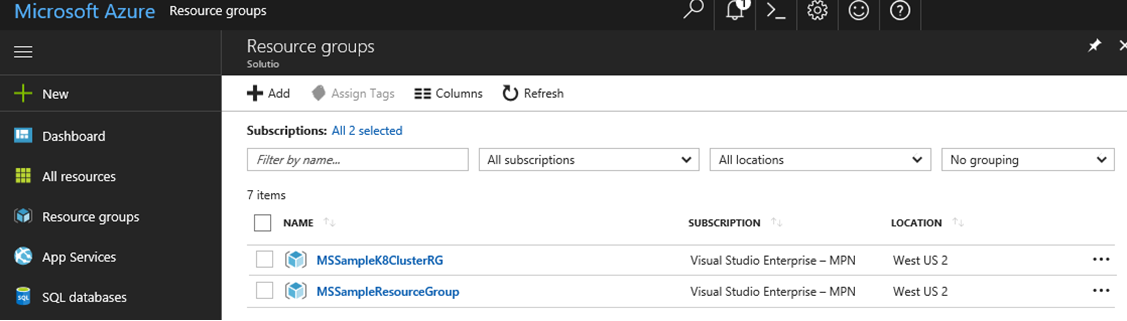 Microsoft Azure Resource groups
1
Resource groups
Solutio
New
Add Assign Tags Columns Refresh
Dashboard
Subscriptions: All 2 selected
Filter by name... All subscriptions All locations No grouping
All resources
7 items
Resource groups
NAME SUBSCRIPTION LOCATION
App Services
MSSampleK8ClusterRG Visual Studio Enterprise – MPN West US 2
SQL databases
MSSampleResourceGroup Visual Studio Enterprise – MPN West US 2